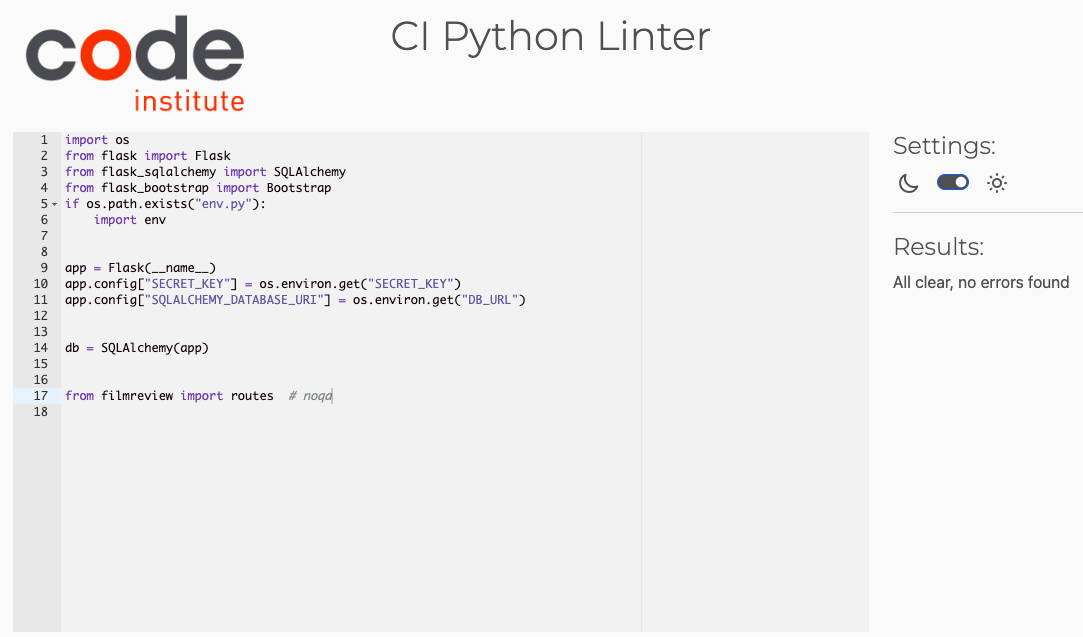 code
institute
CI Python Linter
1 import os
2 from flask import Flask
3 from flask_sqlalchemy import SQLAlchemy
4 from flask_bootstrap import Bootstrap
5 if os.path.exists("env.py"):
6     import env
7
8
9 app = Flask(__name__)
10 app.config["SECRET_KEY"] = os.environ.get("SECRET_KEY")
11 app.config["SQLALCHEMY_DATABASE_URI"] = os.environ.get("DB_URL")
12
13
14 db = SQLAlchemy(app)
15
16
17 from filmreview import routes  # noqa
18
Settings:
Results:
All clear, no errors found